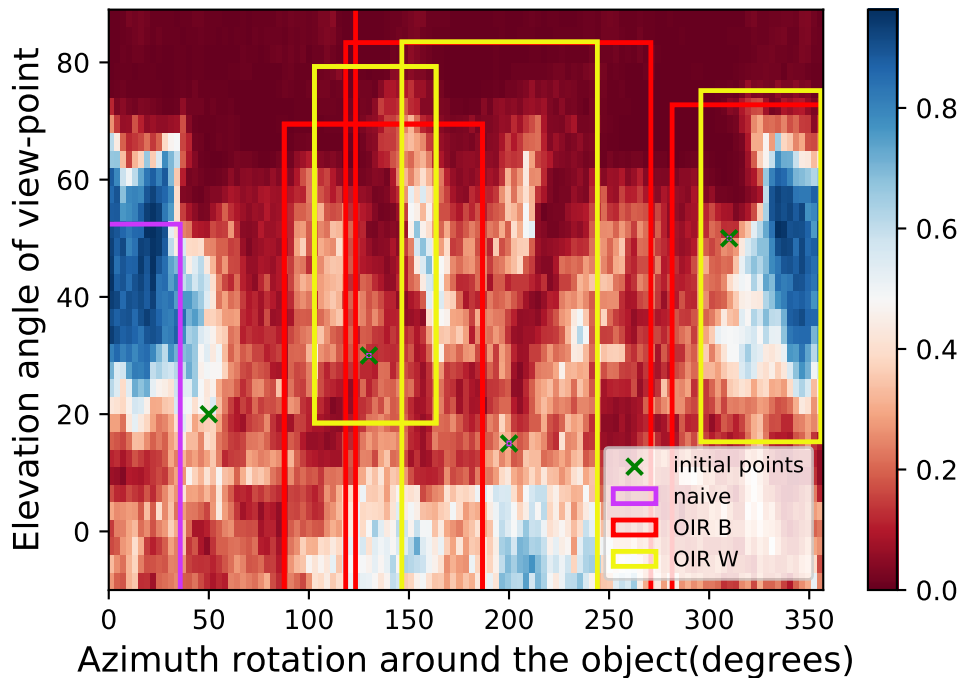 Elevation angle of view-point
80
60
40
20
0
0 50 100 150 200 250 300 350
Azimuth rotation around the object(degrees)
initial points
naive
OIR B
OIR W
0.8
0.6
0.4
0.2
0.0